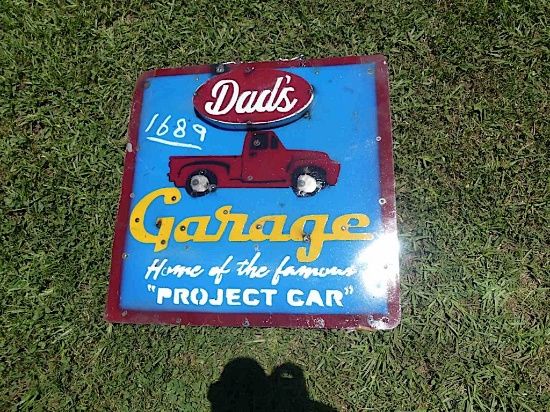 Dad's
1689
Garage
Home of the famous
"PROJECT CAR"